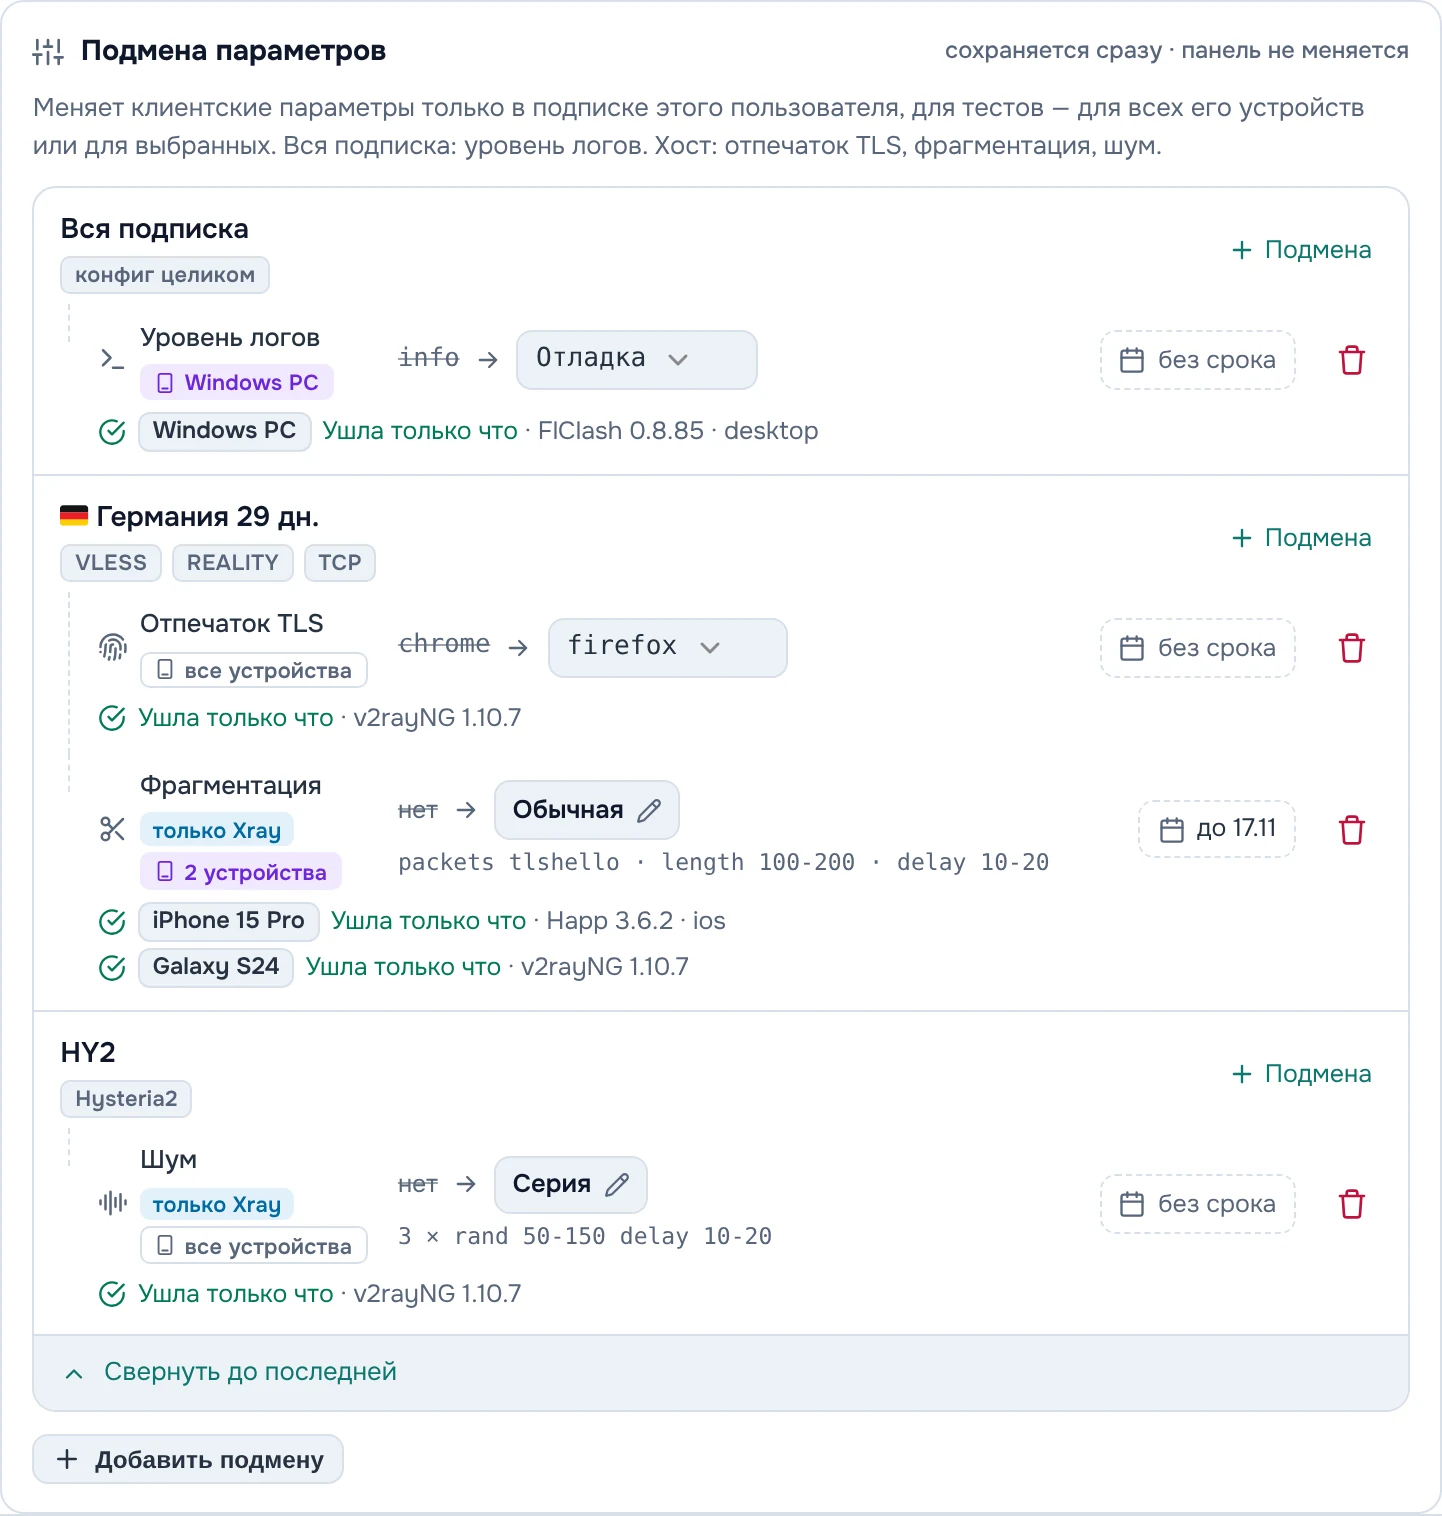 Подмена параметров
сохраняется сразу · панель не меняется
Меняет клиентские параметры только в подписке этого пользователя, для тестов — для всех его устройств
или для выбранных. Вся подписка: уровень логов. Хост: отпечаток TLS, фрагментация, шум.
Вся подписка
+ Подмена
конфиг целиком
Уровень логов
info → Отладка
без срока
Windows PC
Windows PC Ушла только что · FlClash 0.8.85 · desktop
Германия 29 дн.
+ Подмена
VLESS REALITY TCP
Отпечаток TLS
chrome → firefox
без срока
все устройства
Ушла только что · v2rayNG 1.10.7
Фрагментация
нет → Обычная
до 17.11
только Xray
packets tlshello · length 100-200 · delay 10-20
2 устройства
iPhone 15 Pro Ушла только что · Happ 3.6.2 · ios
Galaxy S24 Ушла только что · v2rayNG 1.10.7
HY2
+ Подмена
Hysteria2
Шум
нет → Серия
без срока
только Xray
3 × rand 50-150 delay 10-20
все устройства
Ушла только что · v2rayNG 1.10.7
Свернуть до последней
+ Добавить подмену